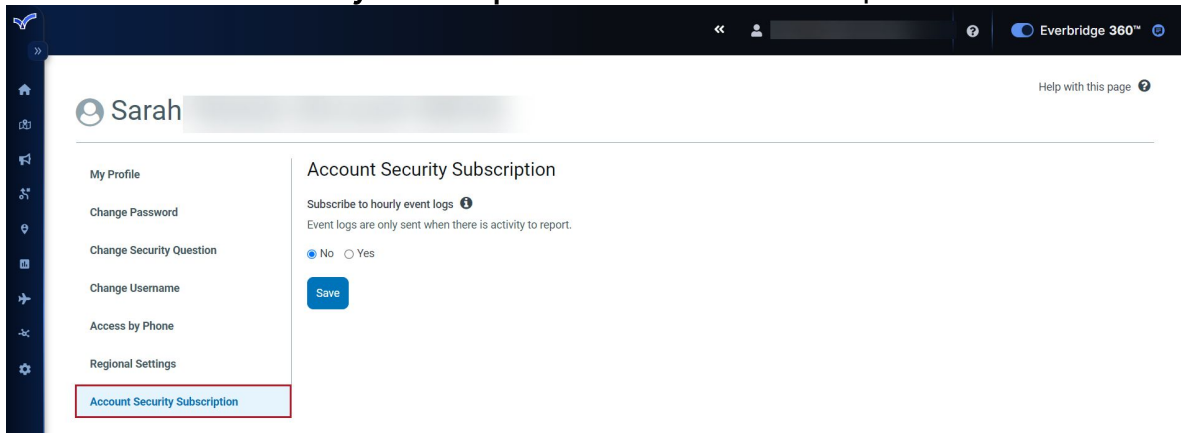 Everbridge 360™
Help with this page
Sarah
My Profile
Change Password
Change Security Question
Change Username
Access by Phone
Regional Settings
Account Security Subscription
Account Security Subscription
Subscribe to hourly event logs
Event logs are only sent when there is activity to report.
No Yes
Save